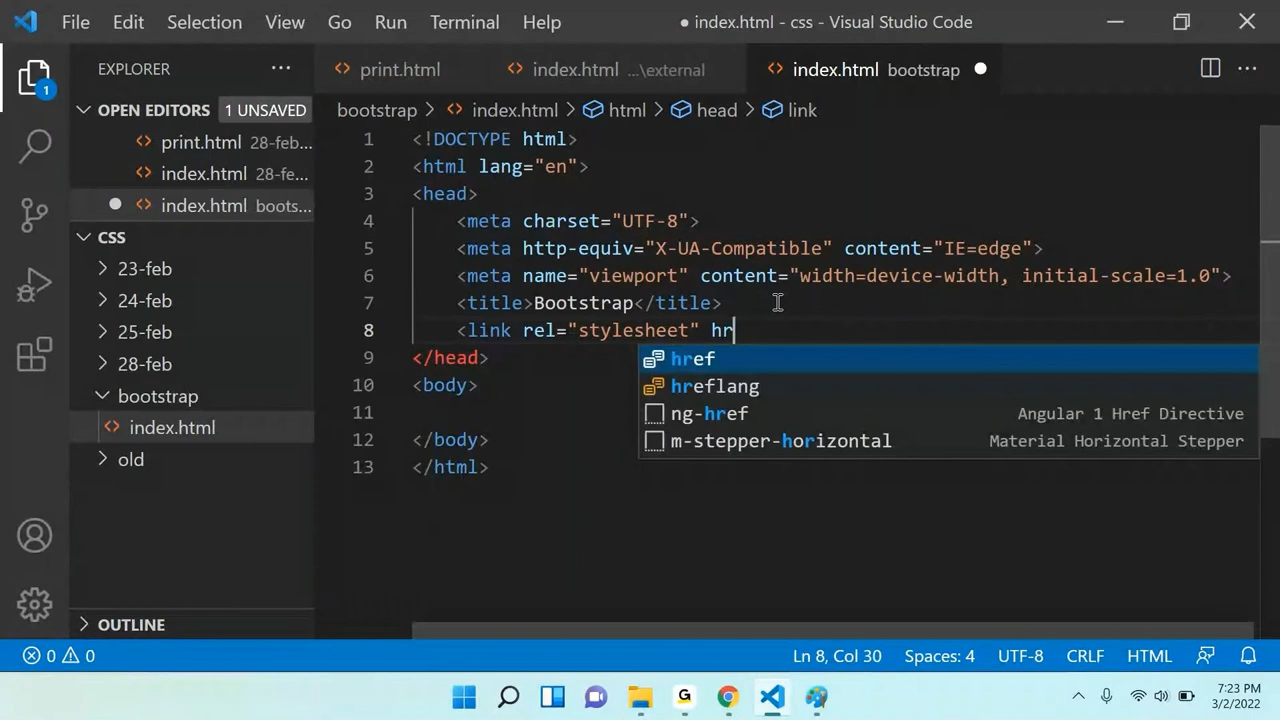 File Edit Selection View Go Run Terminal Help ● index.html - css - Visual Studio Code
EXPLORER ···
print.html
index.html ...\external
index.html bootstrap
1
OPEN EDITORS 1 UNSAVED
print.html 28-feb...
index.html 28-fe...
index.html boots...
CSS
23-feb
24-feb
25-feb
28-feb
bootstrap
index.html
old
OUTLINE
bootstrap > index.html > html > head > link
1 <!DOCTYPE html>
2 <html lang="en">
3 <head>
4 <meta charset="UTF-8">
5 <meta http-equiv="X-UA-Compatible" content="IE=edge">
6 <meta name="viewport" content="width=device-width, initial-scale=1.0">
7 <title>Bootstrap</title>
8 <link rel="stylesheet" hr
9 </head>
10 <body>
11
12 </body>
13 </html>
href
hreflang
ng-href Angular 1 Href Directive
m-stepper-horizontal Material Horizontal Stepper
0 0 Ln 8, Col 30 Spaces: 4 UTF-8 CRLF HTML
G
7:23 PM
3/2/2022